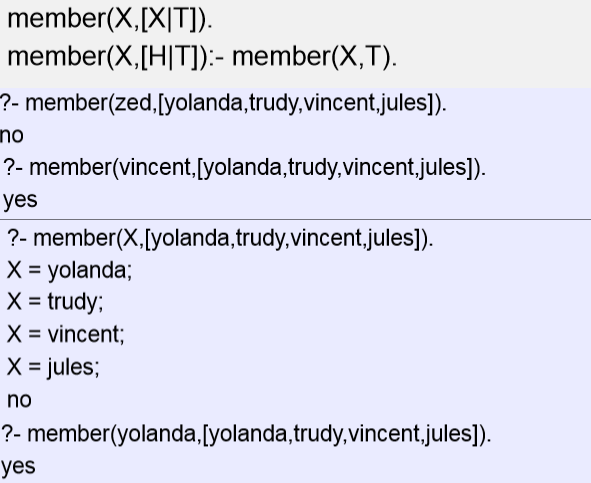 member(X,[X|T]).
member(X,[H|T]):- member(X,T).
?- member(zed,[yolanda,trudy,vincent,jules]).
no
?- member(vincent,[yolanda,trudy,vincent,jules]).
yes
?- member(X,[yolanda,trudy,vincent,jules]).
X = yolanda;
X = trudy;
X = vincent;
X = jules;
no
?- member(yolanda,[yolanda,trudy,vincent,jules]).
yes